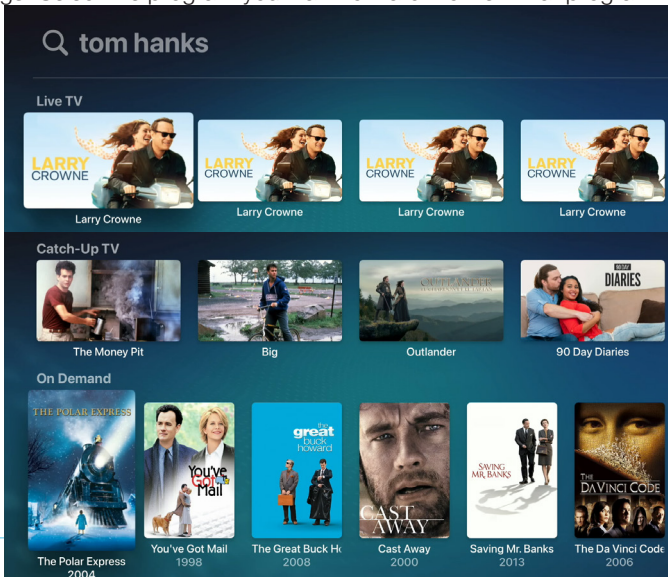 tom hanks
Live TV
LARRY CROWNE
LARRY CROWNE
LARRY CROWNE
LARRY CROWNE
Larry Crowne
Larry Crowne
Larry Crowne
Larry Crowne
Catch-Up TV
OUTLANDER
90 DAY
DIARIES
The Money Pit
Big
Outlander
90 Day Diaries
On Demand
THE POLAR EXPRESS
You've
Got
Mail
the
great
buck
howard
CAST
AWAY
SAVING
MR. BANKS
THE
DA VINCI CODE
The Polar Express
2004
You've Got Mail
1998
The Great Buck H
2008
Cast Away
2000
Saving Mr. Banks
2013
The Da Vinci Code
2006